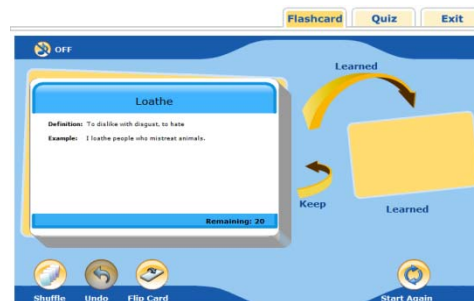 Flashcard Quiz Exit
OFF
Learned
Loathe
Definition: To dislike with disgust, to hate
Example: I loathe people who mistreat animals.
Keep
Learned
Remaining: 20
Shuffle Undo Flip Card Start Again